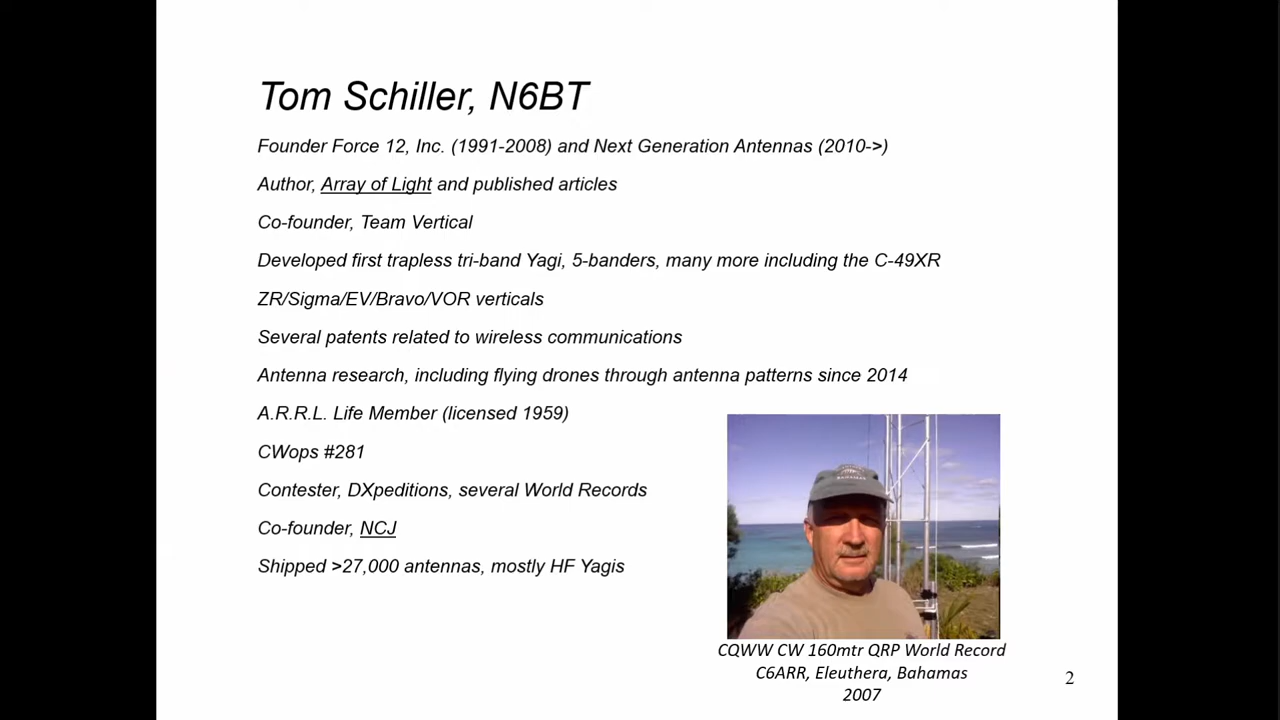 Tom Schiller, N6BT
Founder Force 12, Inc. (1991-2008) and Next Generation Antennas (2010->)
Author, Array of Light and published articles
Co-founder, Team Vertical
Developed first trapless tri-band Yagi, 5-banders, many more including the C-49XR
ZR/Sigma/EV/Bravo/VOR verticals
Several patents related to wireless communications
Antenna research, including flying drones through antenna patterns since 2014
A.R.R.L. Life Member (licensed 1959)
CWops #281
Contester, DXpeditions, several World Records
Co-founder, NCJ
Shipped >27,000 antennas, mostly HF Yagis
CQWW CW 160mtr QRP World Record
C6ARR, Eleuthera, Bahamas
2007
2